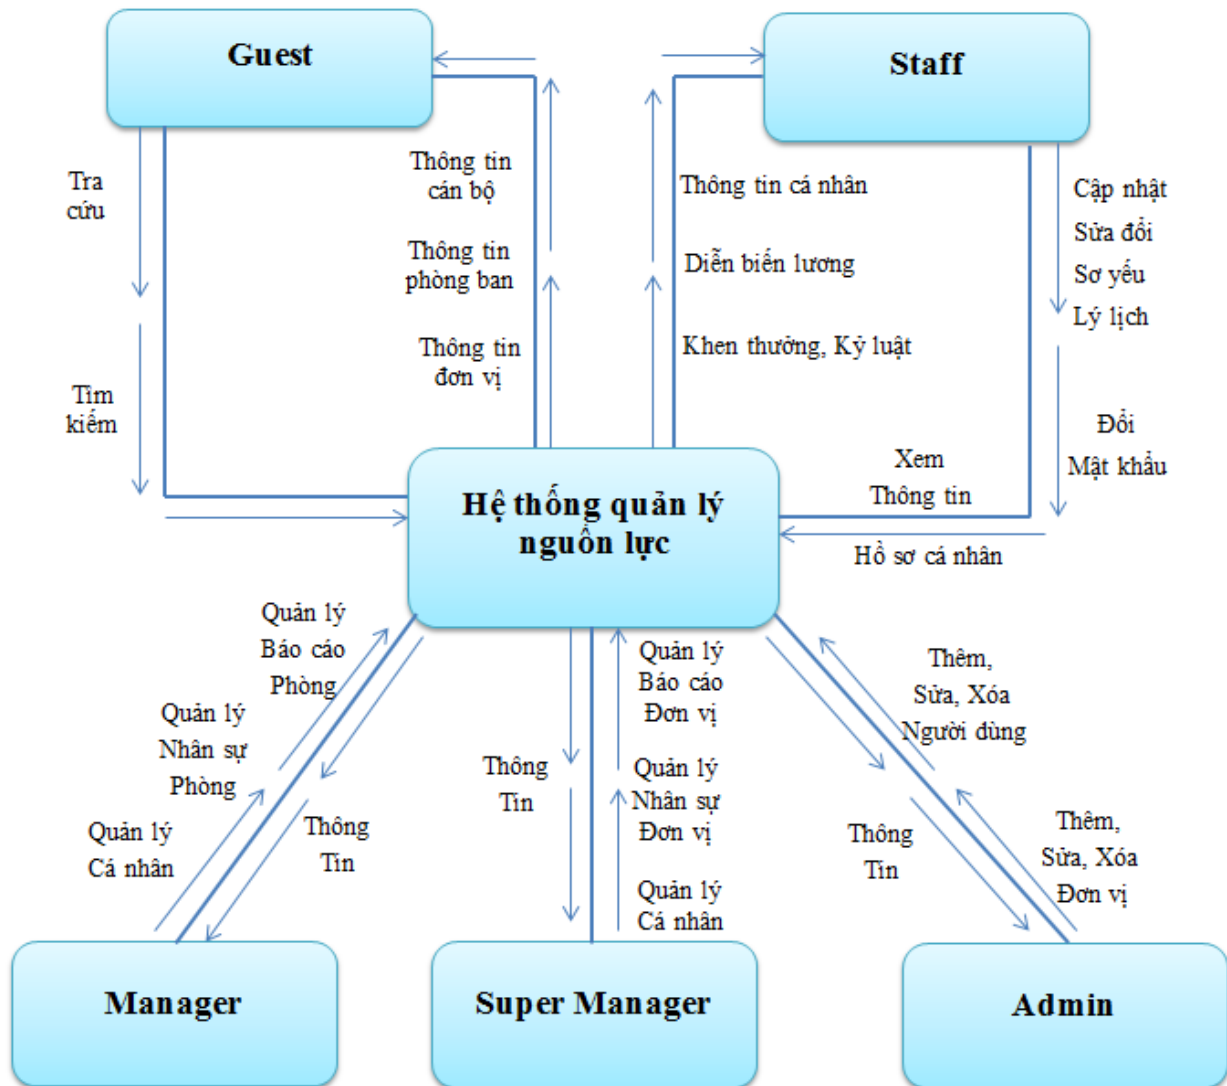 Guest
Staff
Tra
cứu
Tìm
kiếm
Thông tin
cán bộ
Thông tin
phòng ban
Thông tin
đơn vị
Thông tin cá nhân
Diễn biến lương
Khen thưởng, Kỷ luật
Cập nhật
Sửa đổi
Sơ yếu
Lý lịch
Đổi
Mật khẩu
Xem
Thông tin
Hồ sơ cá nhân
Hệ thống quản lý
nguồn lực
Quản lý
Báo cáo
Phòng
Quản lý
Nhân sự
Phòng
Quản lý
Cá nhân
Thông
Tin
Thông
Tin
Quản lý
Báo cáo
Đơn vị
Quản lý
Nhân sự
Đơn vị
Quản lý
Cá nhân
Thêm,
Sửa, Xóa
Người dùng
Thông
Tin
Thêm,
Sửa, Xóa
Đơn vị
Manager
Super Manager
Admin